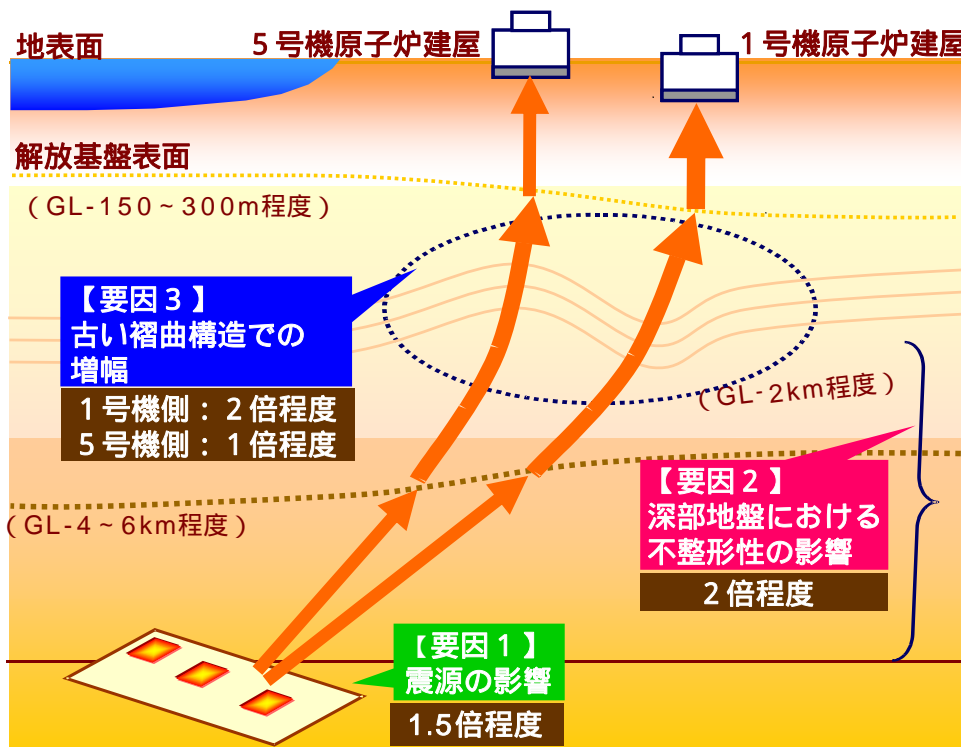 地表面
5号機原子炉建屋
1号機原子炉建屋
解放基盤表面
（GL-150~300m程度）
【要因3】
古い褶曲構造での
増幅
1号機側：2倍程度
5号機側：1倍程度
（GL-2km程度）
【要因2】
深部地盤における
不整形性の影響
2倍程度
（GL-4~6km程度）
【要因1】
震源の影響
1.5倍程度